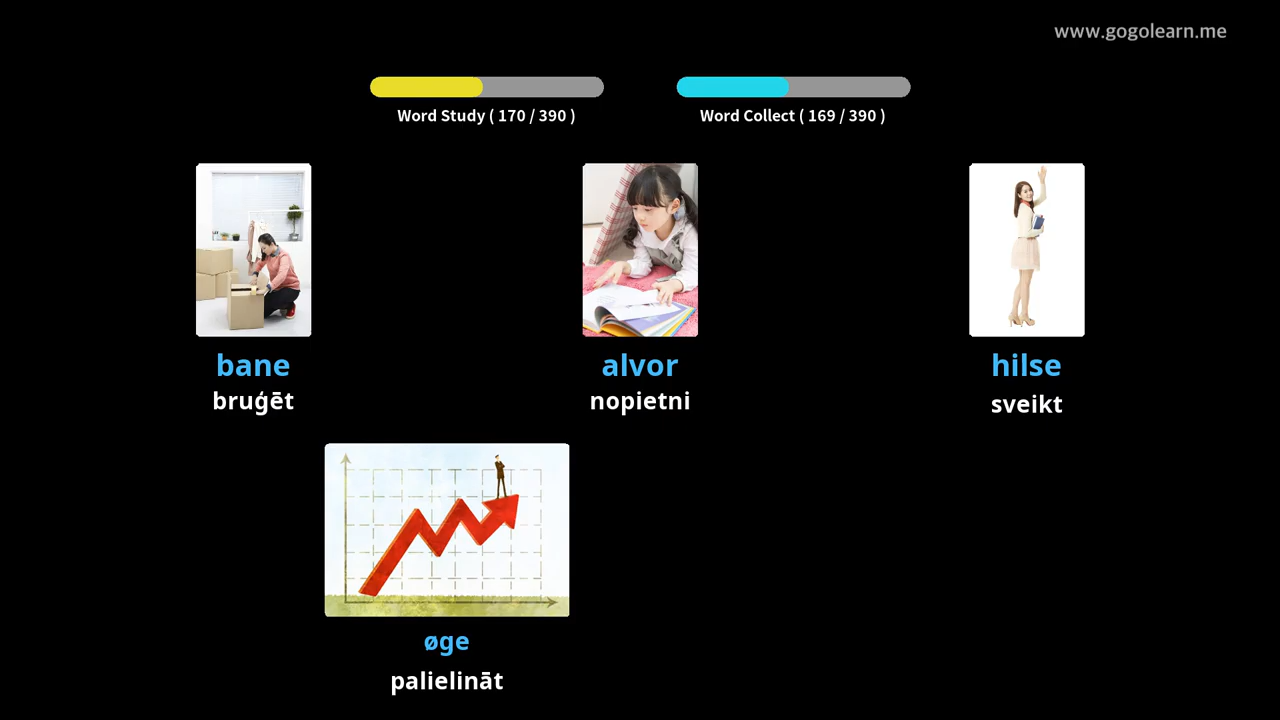 www.gogolearn.me
Word Study ( 170 / 390 )
Word Collect ( 169 / 390 )
bane
bruģēt
alvor
nopietni
hilse
sveikt
øge
palielināt